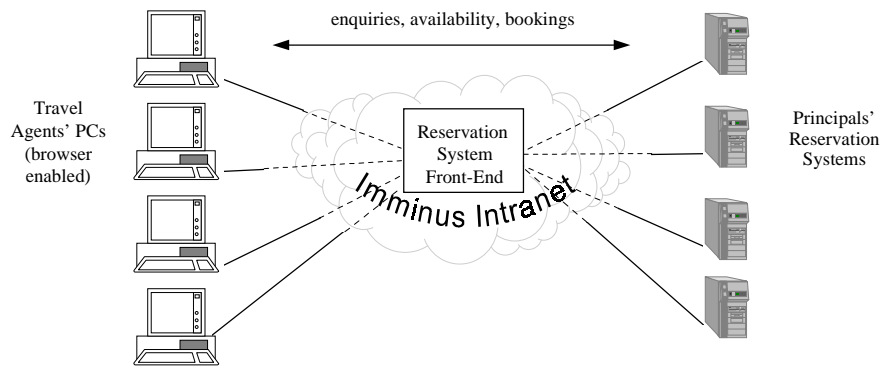 enquiries, availability, bookings
Travel
Agents' PCs
(browser
enabled)
Reservation
System
Front-End
Imminus Intranet
Principals'
Reservation
Systems